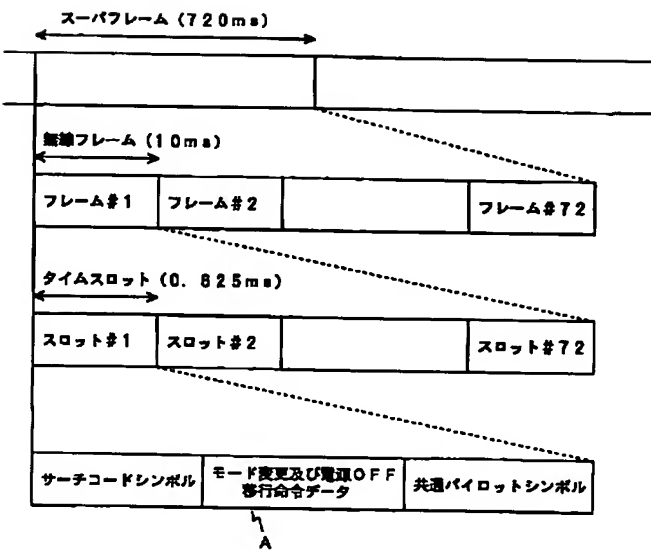 スーパフレーム(720ms)
無線フレーム(10ms)
フレーム#1
フレーム#2
フレーム#72
タイムスロット(0.825ms)
スロット#1
スロット#2
スロット#72
サーチコードシンボル
モード変更及び電源OFF
移行命令データ
共通パイロットシンボル
A